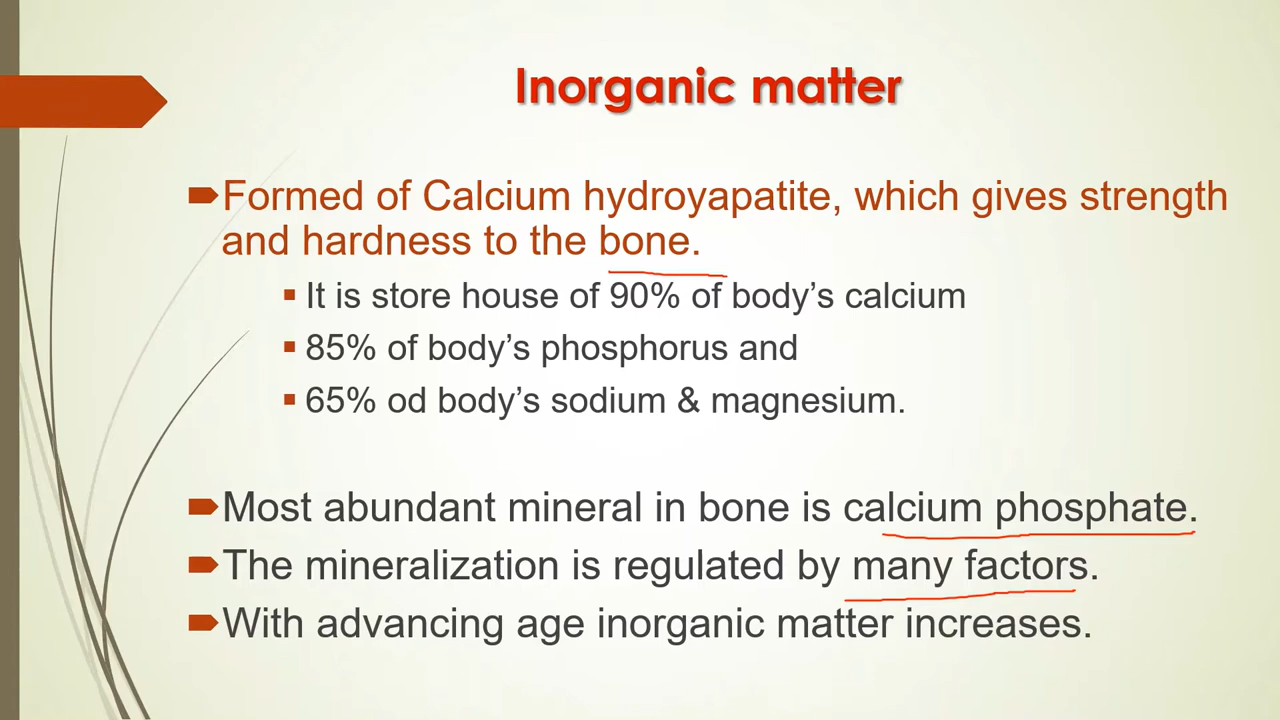 Inorganic matter
Formed of Calcium hydroyapatite, which gives strength
and hardness to the bone.
It is store house of 90% of body’s calcium
85% of body’s phosphorus and
65% od body’s sodium & magnesium.
Most abundant mineral in bone is calcium phosphate.
The mineralization is regulated by many factors.
With advancing age inorganic matter increases.